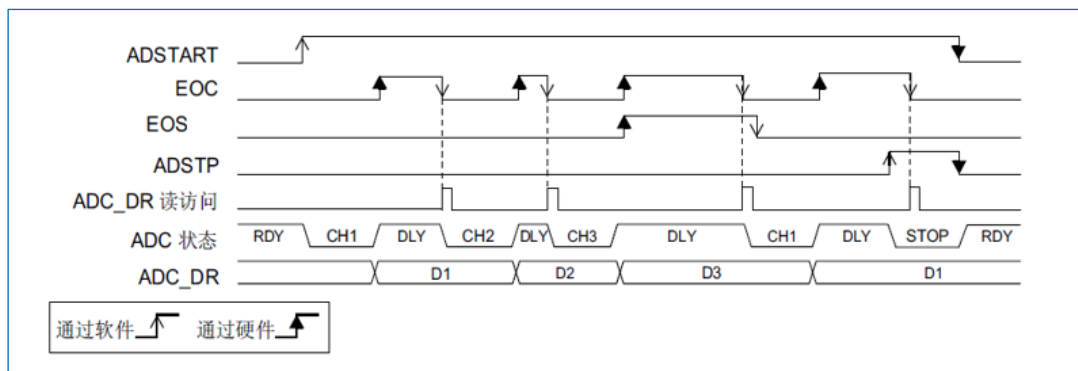 ADSTART
EOC
EOS
ADSTP
ADC_DR 读访问
ADC 状态 RDY CH1 DLY CH2 DLY CH3 DLY CH1 DLY STOP RDY
ADC_DR D1 D2 D3 D1
通过软件 通过硬件